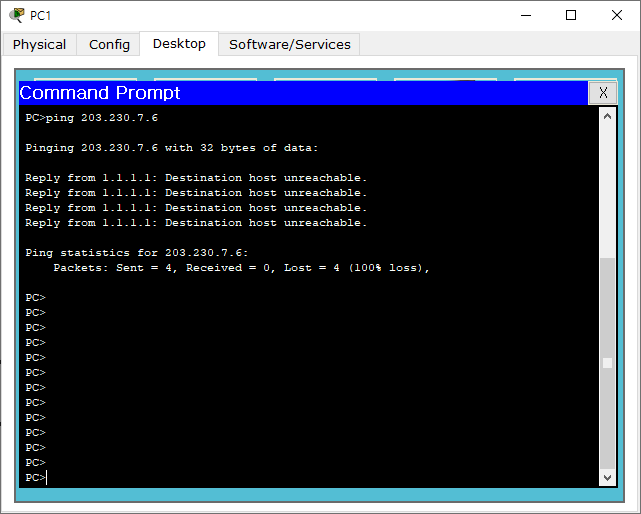 PC1
Physical Config Desktop Software/Services
Command Prompt X
PC>ping 203.230.7.6
Pinging 203.230.7.6 with 32 bytes of data:
Reply from 1.1.1.1: Destination host unreachable.
Reply from 1.1.1.1: Destination host unreachable.
Reply from 1.1.1.1: Destination host unreachable.
Reply from 1.1.1.1: Destination host unreachable.
Ping statistics for 203.230.7.6:
Packets: Sent = 4, Received = 0, Lost = 4 (100% loss),
PC>
PC>
PC>
PC>
PC>
PC>
PC>
PC>
PC>
PC>
PC>
PC>
PC>